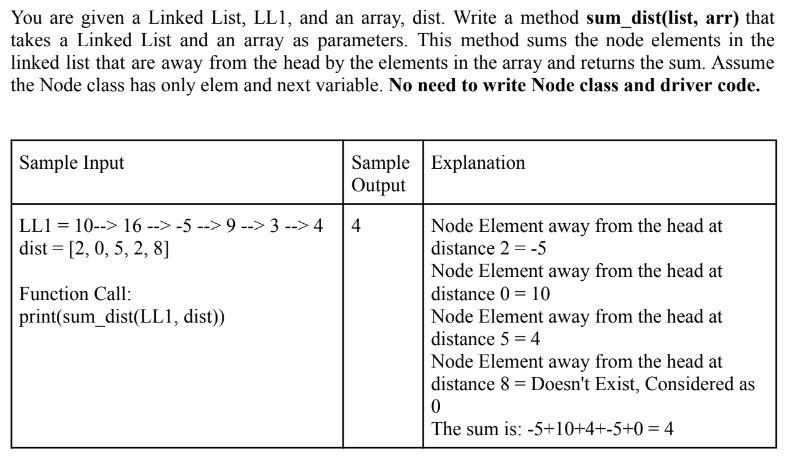 You are given a Linked List, LL1, and an array, dist. Write a method sum_dist(list, arr) that
takes a Linked List and an array as parameters. This method sums the node elements in the
linked list that are away from the head by the elements in the array and returns the sum. Assume
the Node class has only elem and next variable. No need to write Node class and driver code.
Sample Input
Sample
Output
Explanation
LL1 = 10--> 16 --> -5 --> 9 --> 3 --> 4
dist = [2, 0, 5, 2, 8]
Function Call:
print(sum_dist(LL1, dist))
4
Node Element away from the head at
distance 2 = -5
Node Element away from the head at
distance 0 = 10
Node Element away from the head at
distance 5 = 4
Node Element away from the head at
distance 8 = Doesn't Exist, Considered as
0
The sum is: -5+10+4+-5+0 = 4